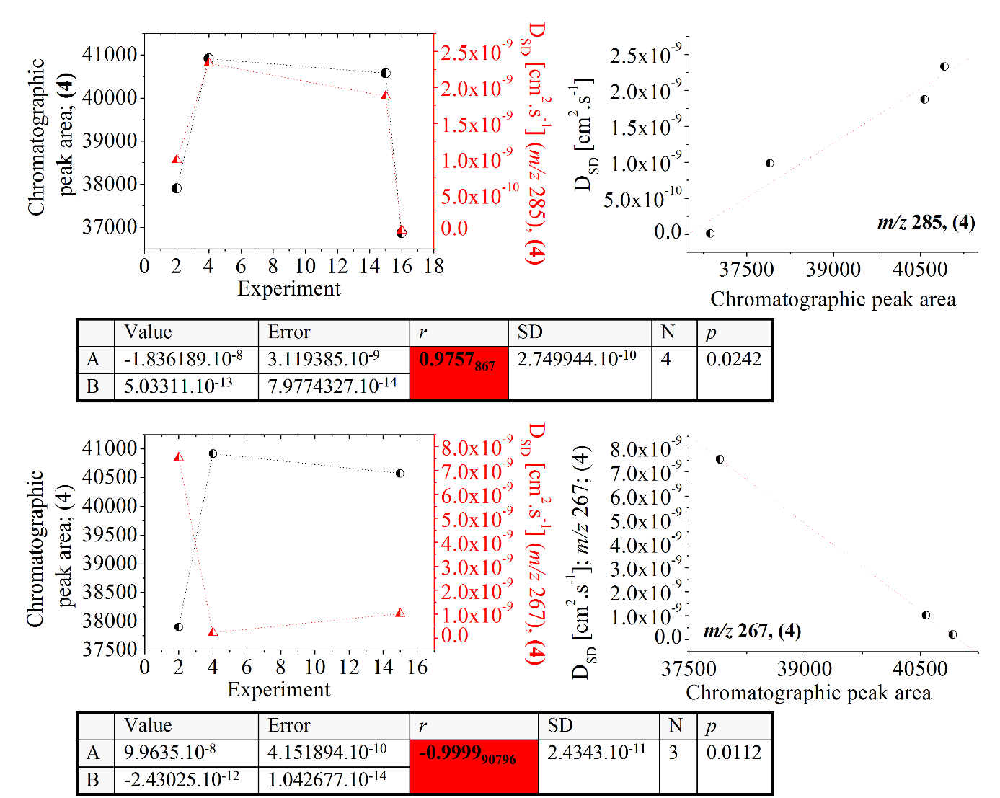 Chromatographic
peak area; (4)
41000
40000
39000
38000
37000
0 2 4 6 8 10 12 14 16 18
Experiment
2.5x10⁻⁹
2.0x10⁻⁹
1.5x10⁻⁹
1.0x10⁻⁹
5.0x10⁻¹⁰
0.0
D_SD [cm².s⁻¹] (m/z 285), (4)
D_SD [cm².s⁻¹]
2.5x10⁻⁹
2.0x10⁻⁹
1.5x10⁻⁹
1.0x10⁻⁹
5.0x10⁻¹⁰
0.0
m/z 285, (4)
37500 39000 40500
Chromatographic peak area
Value Error r SD N p
A -1.836189.10⁻⁸ 3.119385.10⁻⁹ 0.9757₈₆₇ 2.749944.10⁻¹⁰ 4 0.0242
B 5.03311.10⁻¹³ 7.9774327.10⁻¹⁴
Chromatographic
peak area; (4)
41000
40500
40000
39500
39000
38500
38000
37500
0 2 4 6 8 10 12 14 16
Experiment
8.0x10⁻⁹
7.0x10⁻⁹
6.0x10⁻⁹
5.0x10⁻⁹
4.0x10⁻⁹
3.0x10⁻⁹
2.0x10⁻⁹
1.0x10⁻⁹
0.0
D_SD [cm².s⁻¹] (m/z 267), (4)
D_SD [cm².s⁻¹]; m/z 267; (4)
8.0x10⁻⁹
7.0x10⁻⁹
6.0x10⁻⁹
5.0x10⁻⁹
4.0x10⁻⁹
3.0x10⁻⁹
2.0x10⁻⁹
1.0x10⁻⁹
0.0
m/z 267, (4)
37500 39000 40500
Chromatographic peak area
Value Error r SD N p
A 9.9635.10⁻⁸ 4.151894.10⁻¹⁰ -0.9999₉₀₇₉₆ 2.4343.10⁻¹¹ 3 0.0112
B -2.43025.10⁻¹² 1.042677.10⁻¹⁴